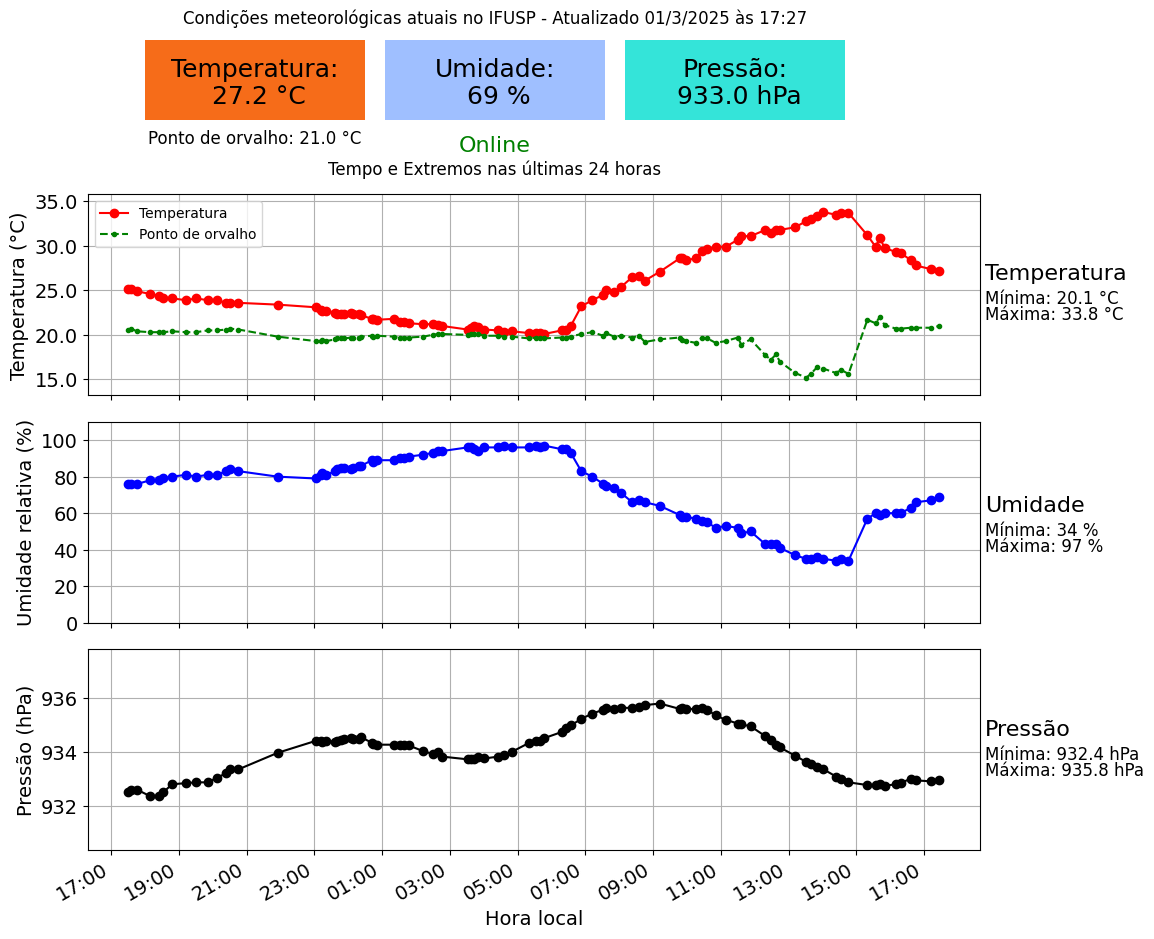 Condições meteorológicas atuais no IFUSP - Atualizado 01/3/2025 às 17:27
Temperatura:
27.2 °C
Umidade:
69 %
Pressão:
933.0 hPa
Ponto de orvalho: 21.0 °C
Online
Tempo e Extremos nas últimas 24 horas
Temperatura (°C)
35.0
30.0
25.0
20.0
15.0
Temperatura
Ponto de orvalho
Temperatura
Mínima: 20.1 °C
Máxima: 33.8 °C
Umidade relativa (%)
100
80
60
40
20
0
Umidade
Mínima: 34 %
Máxima: 97 %
Pressão (hPa)
936
934
932
Pressão
Mínima: 932.4 hPa
Máxima: 935.8 hPa
17:00 19:00 21:00 23:00 01:00 03:00 05:00 07:00 09:00 11:00 13:00 15:00 17:00
Hora local